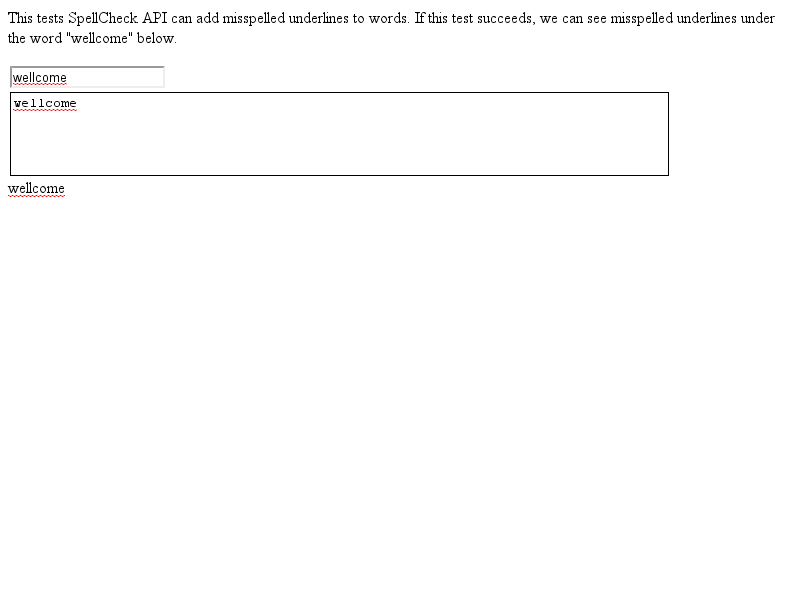 This tests SpellCheck API can add misspelled underlines to words. If this test succeeds, we can see misspelled underlines under
the word "wellcome" below.
wellcome
wellcome
wellcome